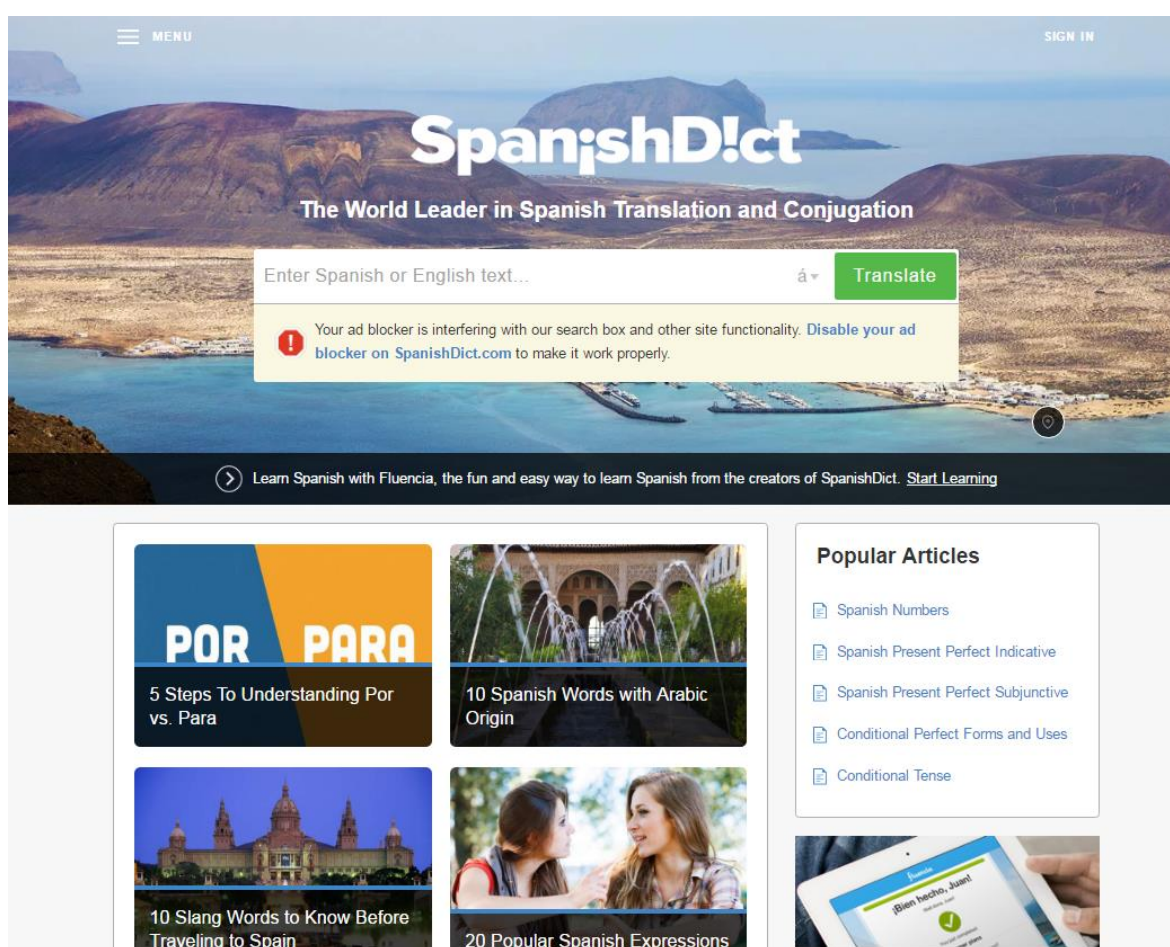 MENU
SIGN IN
Span¡shD!ct
The World Leader in Spanish Translation and Conjugation
Enter Spanish or English text...
á
Translate
Your ad blocker is interfering with our search box and other site functionality. Disable your ad
blocker on SpanishDict.com to make it work properly.
Learn Spanish with Fluencia, the fun and easy way to learn Spanish from the creators of SpanishDict. Start Learning
POR PARA
5 Steps To Understanding Por
vs. Para
10 Spanish Words with Arabic
Origin
10 Slang Words to Know Before
Traveling to Spain
20 Popular Spanish Expressions
Popular Articles
Spanish Numbers
Spanish Present Perfect Indicative
Spanish Present Perfect Subjunctive
Conditional Perfect Forms and Uses
Conditional Tense
fluencia
¡Bien hecho, Juan!